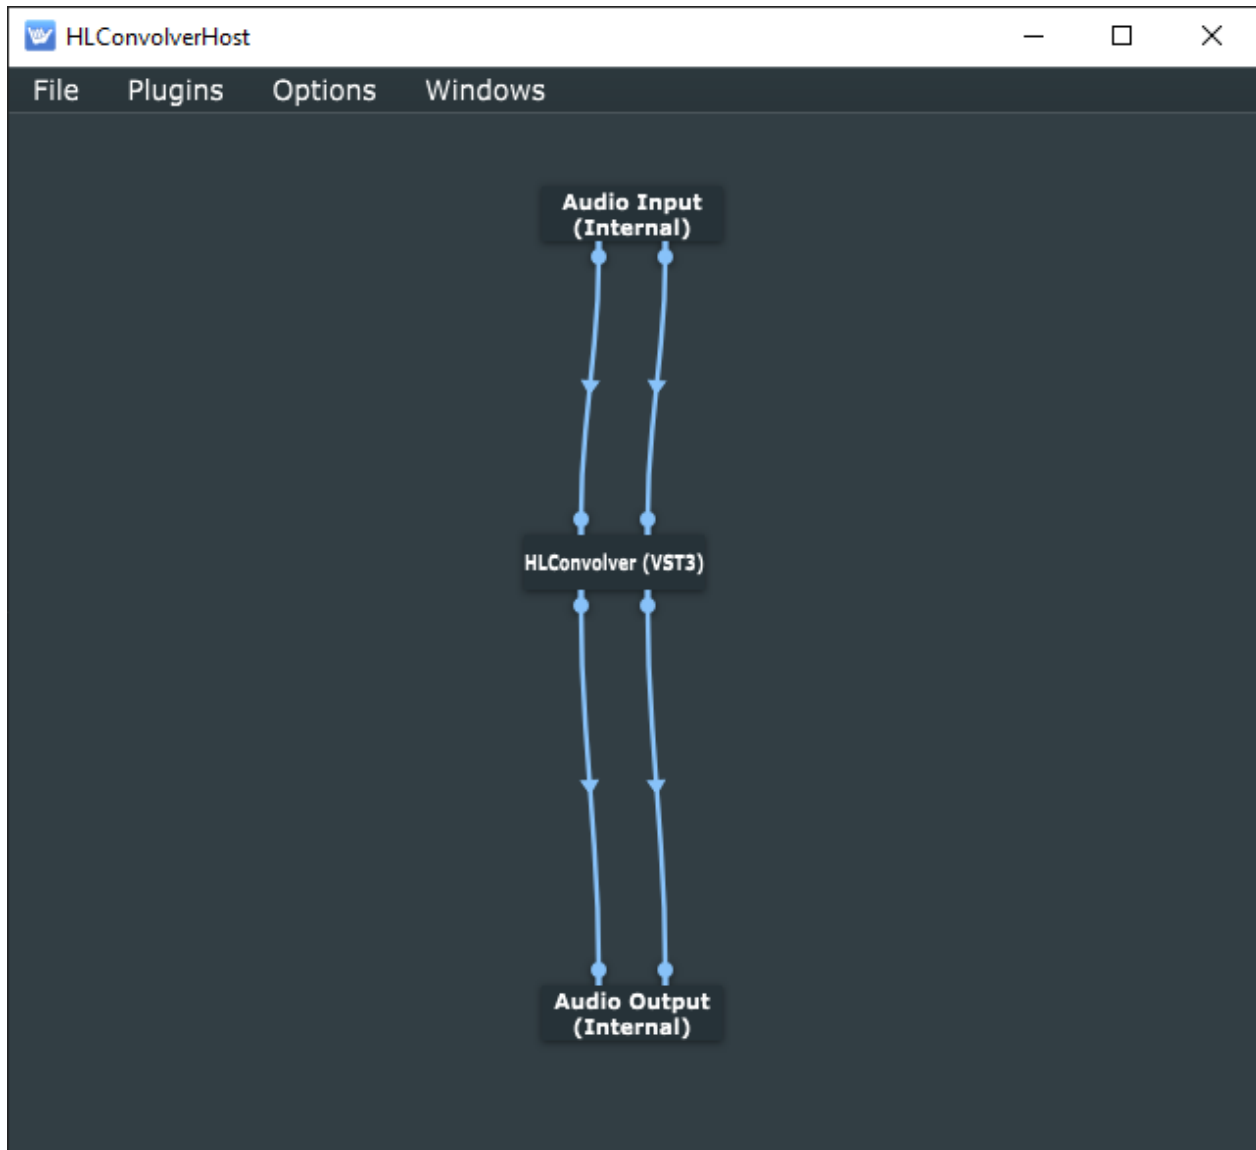 HLConvolverHost
File Plugins Options Windows
Audio Input
(Internal)
HLConvolver (VST3)
Audio Output
(Internal)